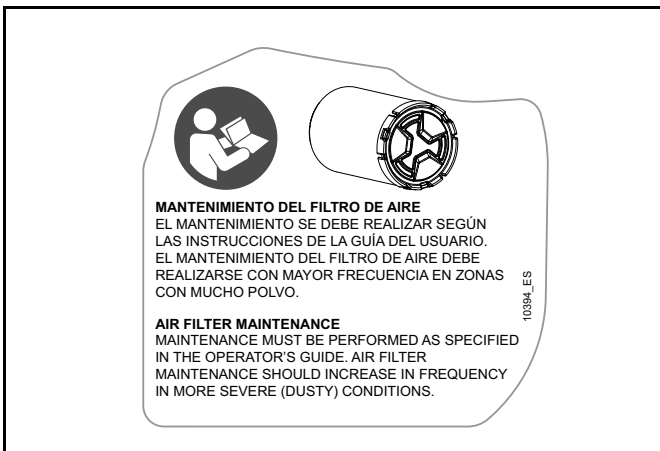 MANTENIMIENTO DEL FILTRO DE AIRE
EL MANTENIMIENTO SE DEBE REALIZAR SEGÚN
LAS INSTRUCCIONES DE LA GUÍA DEL USUARIO.
EL MANTENIMIENTO DEL FILTRO DE AIRE DEBE
REALIZARSE CON MAYOR FRECUENCIA EN ZONAS
CON MUCHO POLVO.
AIR FILTER MAINTENANCE
MAINTENANCE MUST BE PERFORMED AS SPECIFIED
IN THE OPERATOR'S GUIDE. AIR FILTER
MAINTENANCE SHOULD INCREASE IN FREQUENCY
IN MORE SEVERE (DUSTY) CONDITIONS.
10394_ES